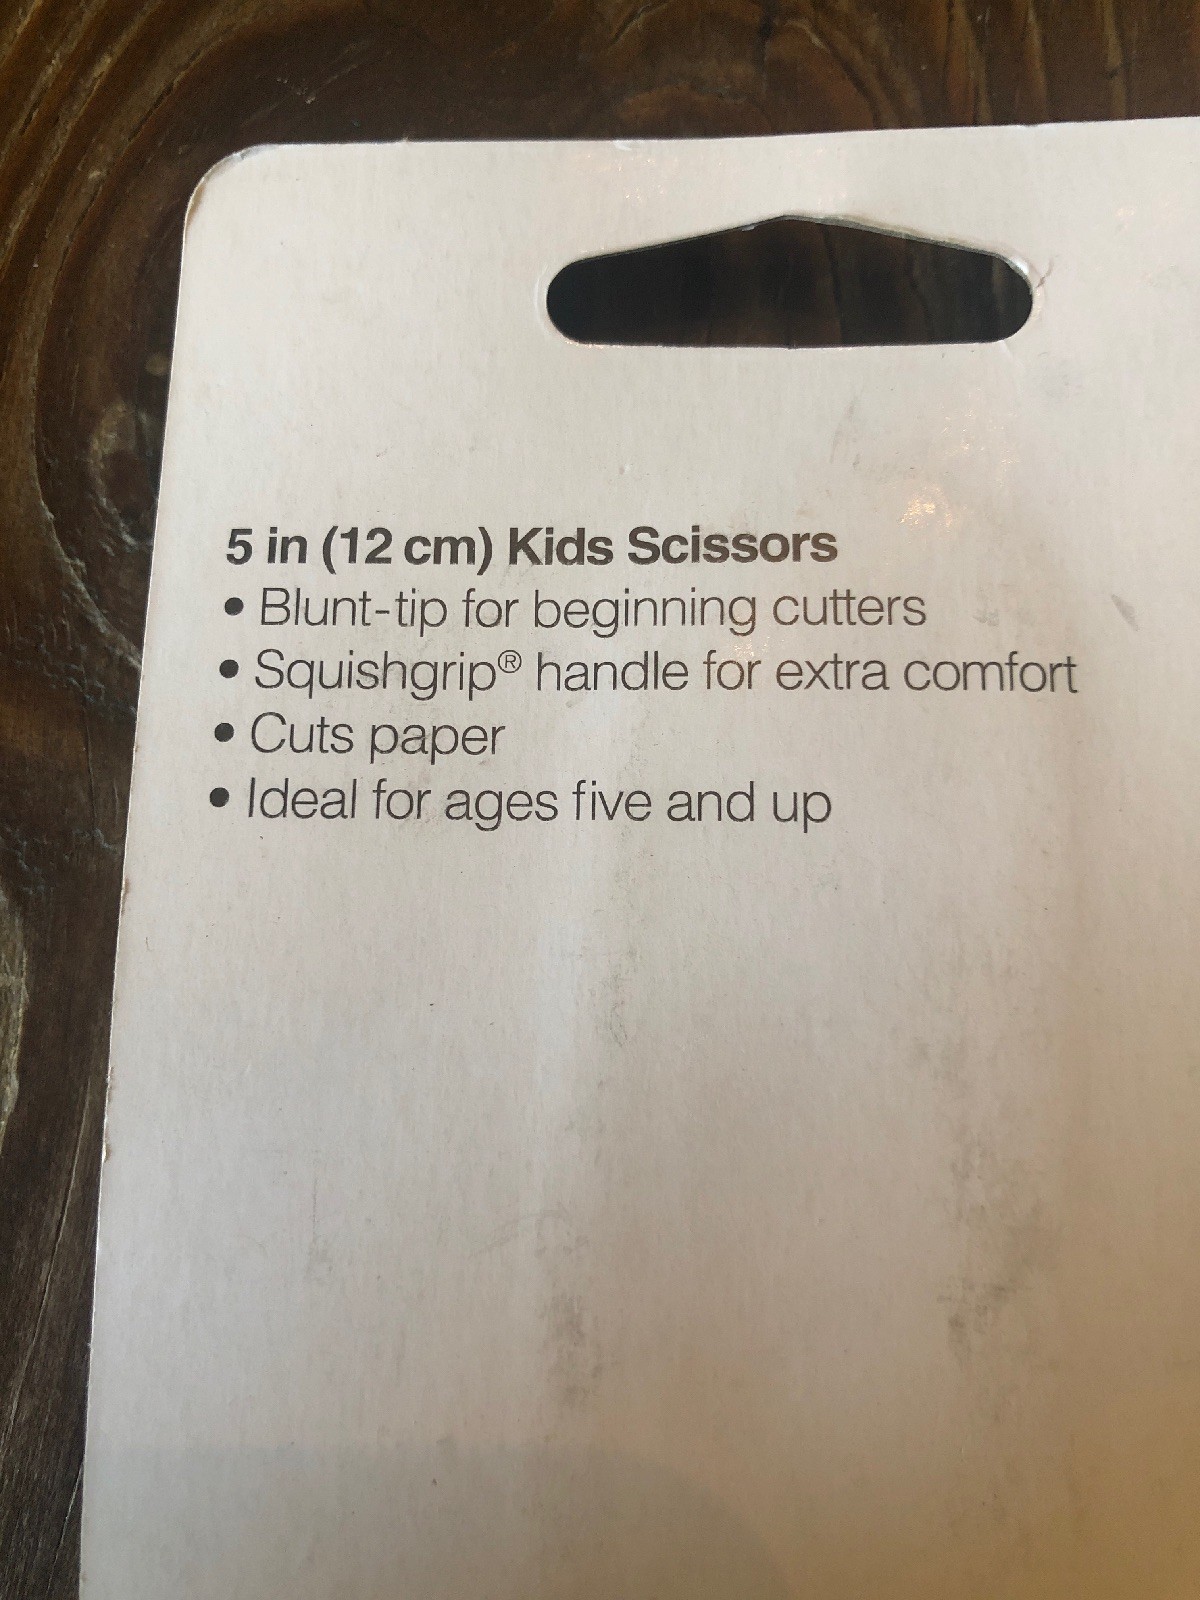 5 in (12 cm) Kids Scissors
• Blunt-tip for beginning cutters
• Squishgrip® handle for extra comfort
• Cuts paper
• Ideal for ages five and up